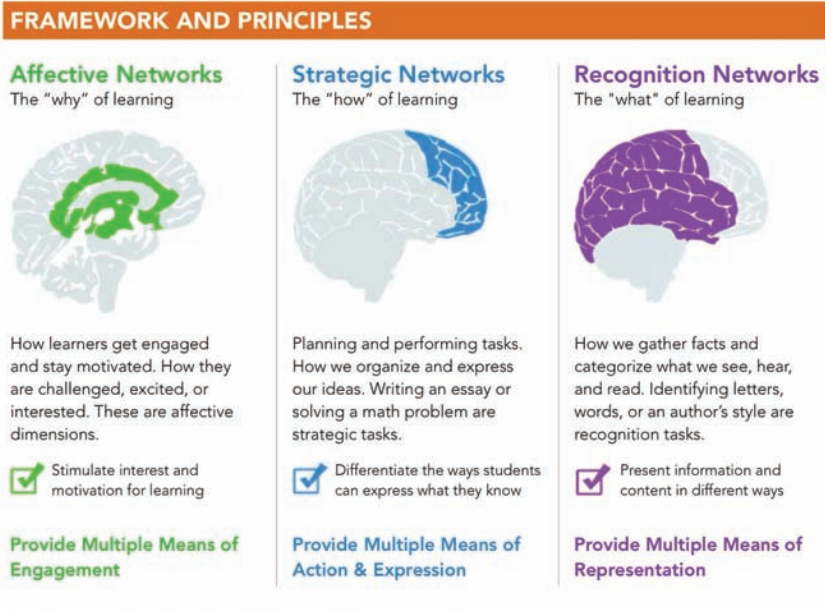 FRAMEWORK AND PRINCIPLES
Affective Networks
The “why” of learning
How learners get engaged
and stay motivated. How they
are challenged, excited, or
interested. These are affective
dimensions.
Stimulate interest and
motivation for learning
Provide Multiple Means of
Engagement
Strategic Networks
The “how” of learning
Planning and performing tasks.
How we organize and express
our ideas. Writing an essay or
solving a math problem are
strategic tasks.
Differentiate the ways students
can express what they know
Provide Multiple Means of
Action & Expression
Recognition Networks
The "what" of learning
How we gather facts and
categorize what we see, hear,
and read. Identifying letters,
words, or an author’s style are
recognition tasks.
Present information and
content in different ways
Provide Multiple Means of
Representation